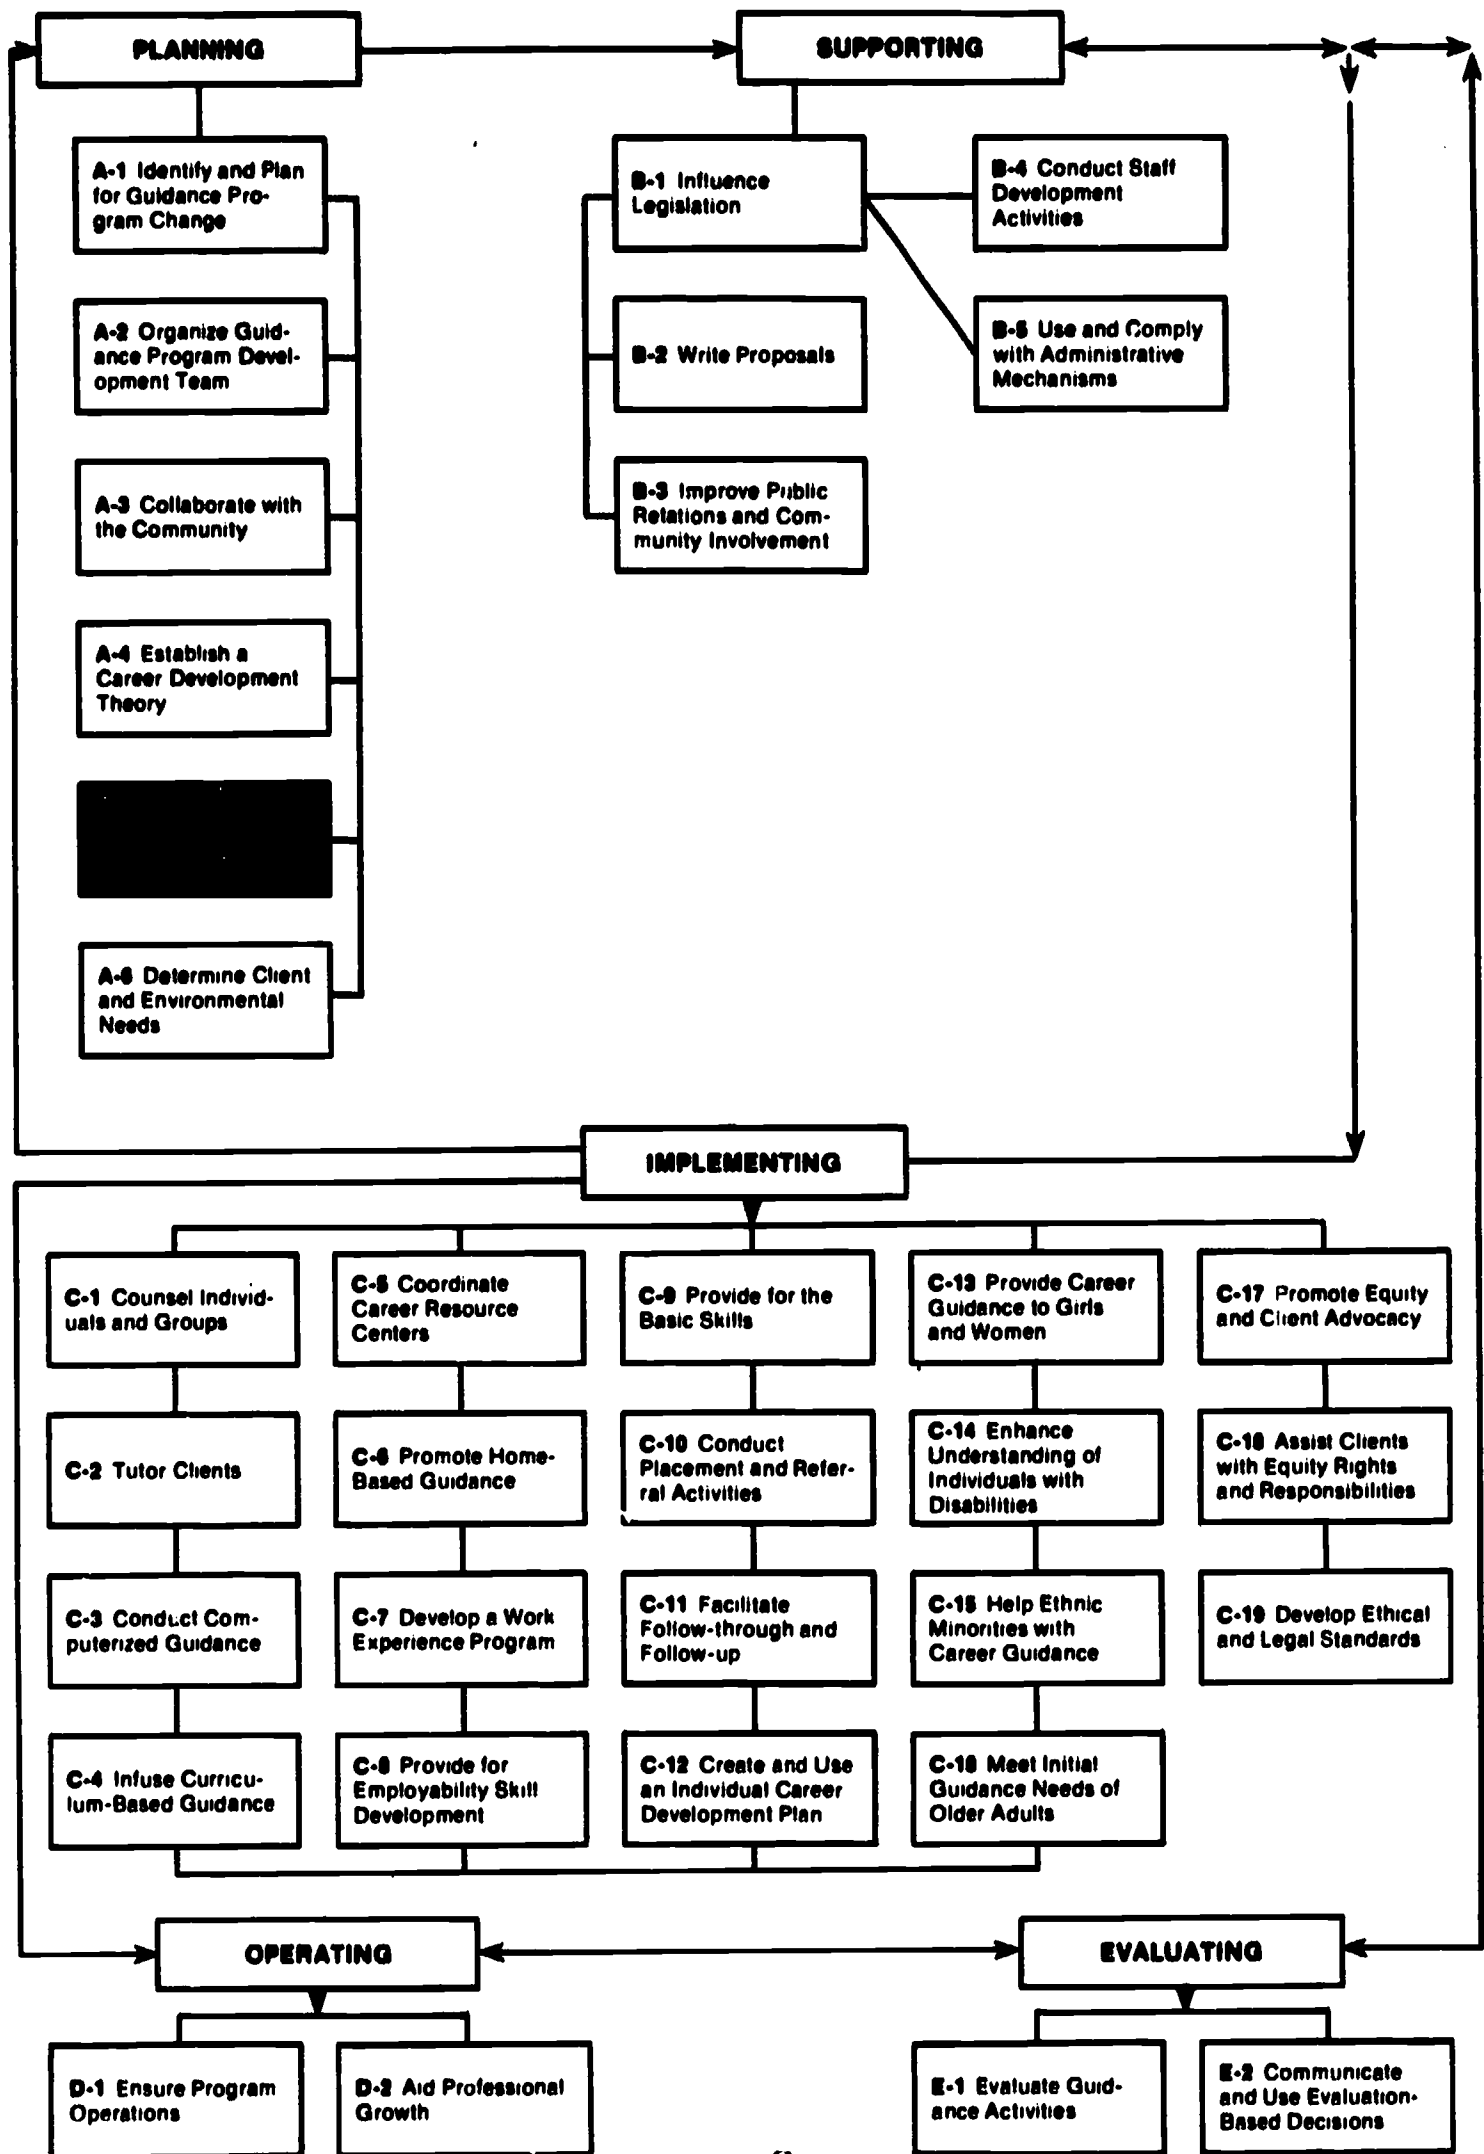 PLANNING
SUPPORTING
A-1 Identify and Plan
for Guidance Pro-
gram Change
A-2 Organize Guid-
ance Program Devel-
opment Team
A-3 Collaborate with
the Community
A-4 Establish a
Career Development
Theory
A-6 Determine Client
and Environmental
Needs
B-1 Influence
Legislation
B-2 Write Proposals
B-3 Improve Public
Relations and Com-
munity Involvement
B-4 Conduct Staff
Development
Activities
B-5 Use and Comply
with Administrative
Mechanisms
IMPLEMENTING
C-1 Counsel Individ-
uals and Groups
C-2 Tutor Clients
C-3 Conduct Com-
puterized Guidance
C-4 Infuse Curricu-
lum-Based Guidance
C-5 Coordinate
Career Resource
Centers
C-6 Promote Home-
Based Guidance
C-7 Develop a Work
Experience Program
C-8 Provide for
Employability Skill
Development
C-9 Provide for the
Basic Skills
C-10 Conduct
Placement and Refer-
ral Activities
C-11 Facilitate
Follow-through and
Follow-up
C-12 Create and Use
an Individual Career
Development Plan
C-13 Provide Career
Guidance to Girls
and Women
C-14 Enhance
Understanding of
Individuals with
Disabilities
C-15 Help Ethnic
Minorities with
Career Guidance
C-16 Meet Initial
Guidance Needs of
Older Adults
C-17 Promote Equity
and Client Advocacy
C-18 Assist Clients
with Equity Rights
and Responsibilities
C-19 Develop Ethical
and Legal Standards
OPERATING
EVALUATING
D-1 Ensure Program
Operations
D-2 Aid Professional
Growth
E-1 Evaluate Guid-
ance Activities
E-2 Communicate
and Use Evaluation-
Based Decisions